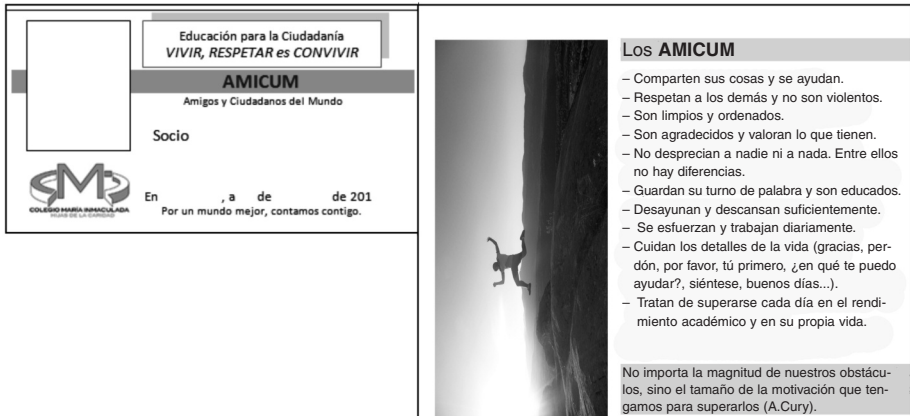 Educación para la Ciudadanía
VIVIR, RESPETAR es CONVIVIR
AMICUM
Amigos y Ciudadanos del Mundo
Socio
COLEGIO MARÍA INMACULADA
HIJAS DE LA CARIDAD
En , a de de 201
Por un mundo mejor, contamos contigo.
Los AMICUM
– Comparten sus cosas y se ayudan.
– Respetan a los demás y no son violentos.
– Son limpios y ordenados.
– Son agradecidos y valoran lo que tienen.
– No desprecian a nadie ni a nada. Entre ellos
no hay diferencias.
– Guardan su turno de palabra y son educados.
– Desayunan y descansan suficientemente.
– Se esfuerzan y trabajan diariamente.
– Cuidan los detalles de la vida (gracias, per-
dón, por favor, tú primero, ¿en qué te puedo
ayudar?, siéntese, buenos días...).
– Tratan de superarse cada día en el rendi-
miento académico y en su propia vida.
No importa la magnitud de nuestros obstácu-
los, sino el tamaño de la motivación que ten-
gamos para superarlos (A.Cury).